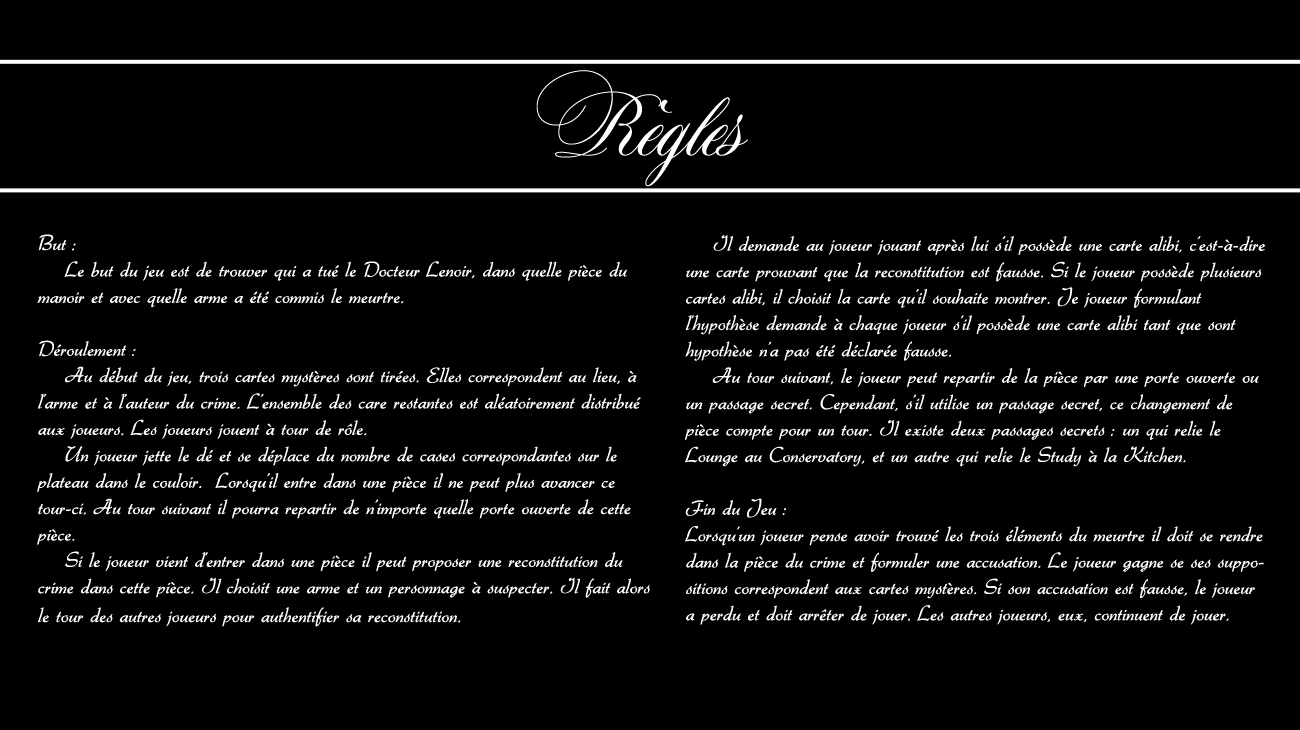 Règles
But :
Le but du jeu est de trouver qui a tué le Docteur Lenoir, dans quelle pièce du
manoir et avec quelle arme a été commis le meurtre.
Déroulement :
Au début du jeu, trois cartes mystères sont tirées. Elles correspondent au lieu, à
l'arme et à l'auteur du crime. L'ensemble des care restantes est aléatoirement distribué
aux joueurs. Les joueurs jouent à tour de rôle.
Un joueur jette le dé et se déplace du nombre de cases correspondantes sur le
plateau dans le couloir. Lorsqu'il entre dans une pièce il ne peut plus avancer ce
tour-ci. Au tour suivant il pourra repartir de n'importe quelle porte ouverte de cette
pièce.
Si le joueur vient d'entrer dans une pièce il peut proposer une reconstitution du
crime dans cette pièce. Il choisit une arme et un personnage à suspecter. Il fait alors
le tour des autres joueurs pour authentifier sa reconstitution.
Il demande au joueur jouant après lui s'il possède une carte alibi, c'est-à-dire
une carte prouvant que la reconstitution est fausse. Si le joueur possède plusieurs
cartes alibi, il choisit la carte qu'il souhaite montrer. Je joueur formulant
l'hypothèse demande à chaque joueur s'il possède une carte alibi tant que sont
hypothèse n'a pas été déclarée fausse.
Au tour suivant, le joueur peut repartir de la pièce par une porte ouverte ou
un passage secret. Cependant, s'il utilise un passage secret, ce changement de
pièce compte pour un tour. Il existe deux passages secrets : un qui relie le
Lounge au Conservatory, et un autre qui relie le Study à la Kitchen.
Fin du Jeu :
Lorsqu'un joueur pense avoir trouvé les trois éléments du meurtre il doit se rendre
dans la pièce du crime et formuler une accusation. Le joueur gagne se ses suppo-
sitions correspondent aux cartes mystères. Si son accusation est fausse, le joueur
a perdu et doit arrêter de jouer. Les autres joueurs, eux, continuent de jouer.